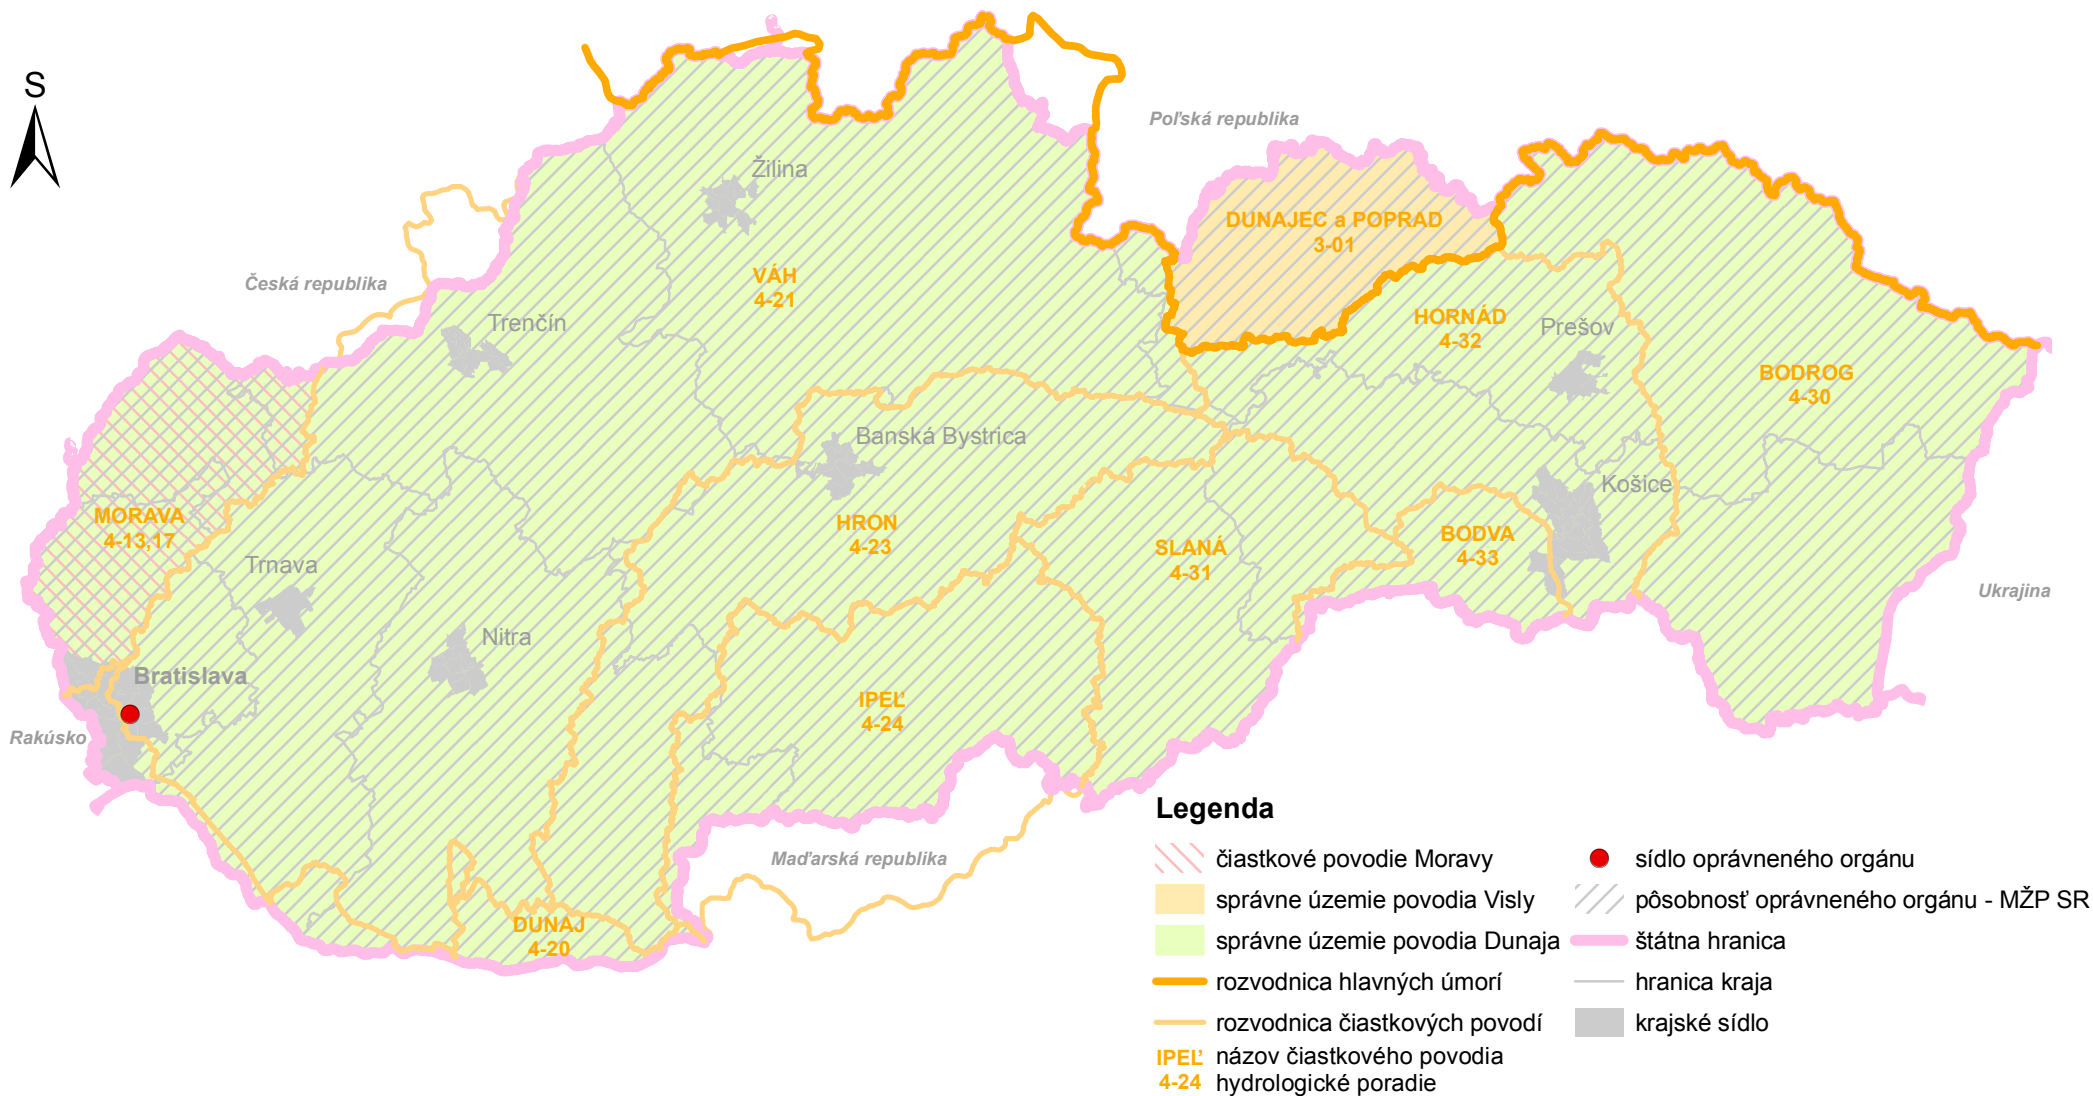 S
Poľská republika
Žilina
DUNAJEC a POPRAD
3-01
VÁH
4-21
Česká republika
Trenčín
HORNÁD
4-32
Prešov
BODROG
4-30
Banská Bystrica
Košice
MORAVA
4-13,17
HRON
4-23
SLANÁ
4-31
BODVA
4-33
Trnava
Ukrajina
Nitra
Bratislava
IPEĽ
4-24
Rakúsko
Maďarská republika
DUNAJ
4-20
Legenda
čiastkové povodie Moravy
správne územie povodia Visly
správne územie povodia Dunaja
rozvodnica hlavných úmorí
rozvodnica čiastkových povodí
IPEĽ názov čiastkového povodia
4-24 hydrologické poradie
sídlo oprávneného orgánu
pôsobnosť oprávneného orgánu - MŽP SR
štátna hranica
hranica kraja
krajské sídlo